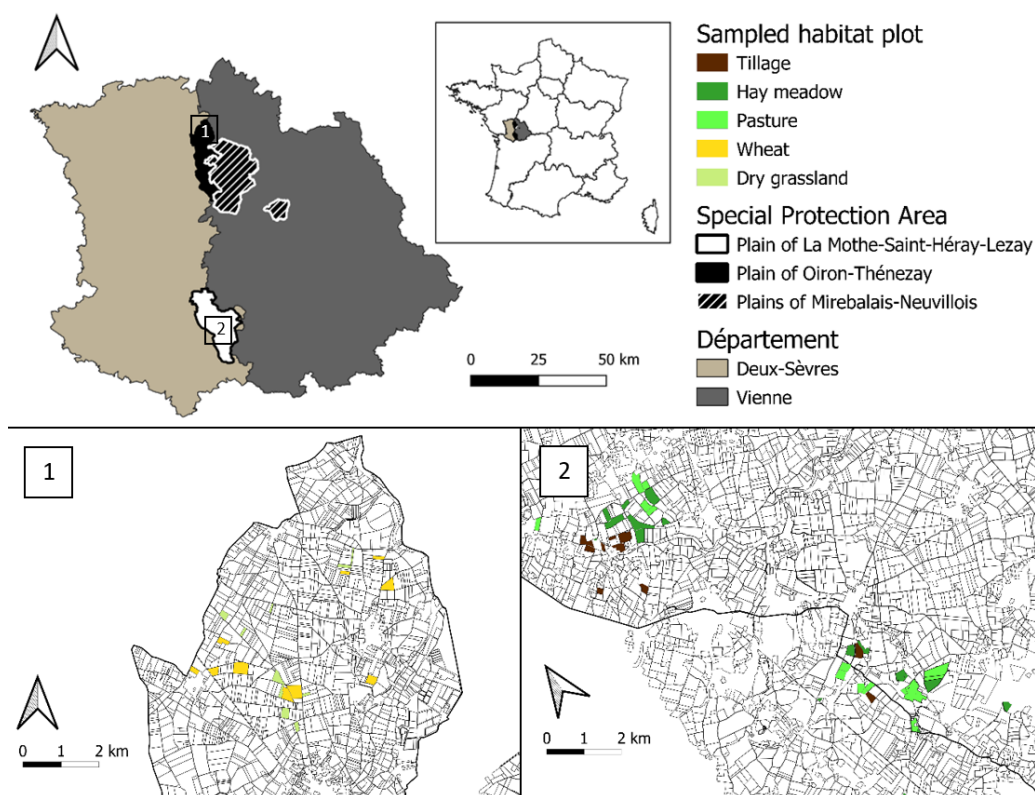 1
2
0 25 50 km
Sampled habitat plot
Tillage
Hay meadow
Pasture
Wheat
Dry grassland
Special Protection Area
Plain of La Mothe-Saint-Héray-Lezay
Plain of Oiron-Thénezay
Plains of Mirebalais-Neuvillois
Département
Deux-Sèvres
Vienne
1
0 1 2 km
2
0 1 2 km